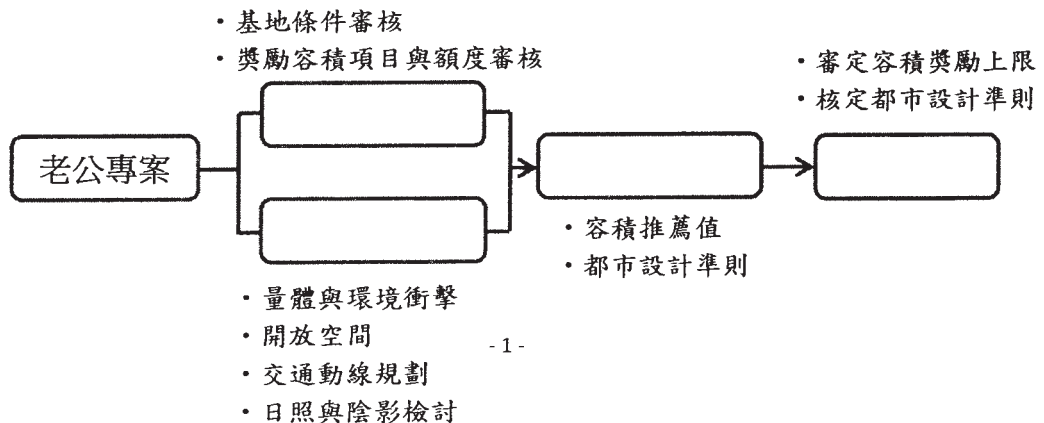 ・基地條件審核
・獎勵容積項目與額度審核
・審定容積獎勵上限
・核定都市設計準則
老公專案
・容積推薦值
・都市設計準則
・量體與環境衝擊
・開放空間
・交通動線規劃
・日照與陰影檢討
- 1 -